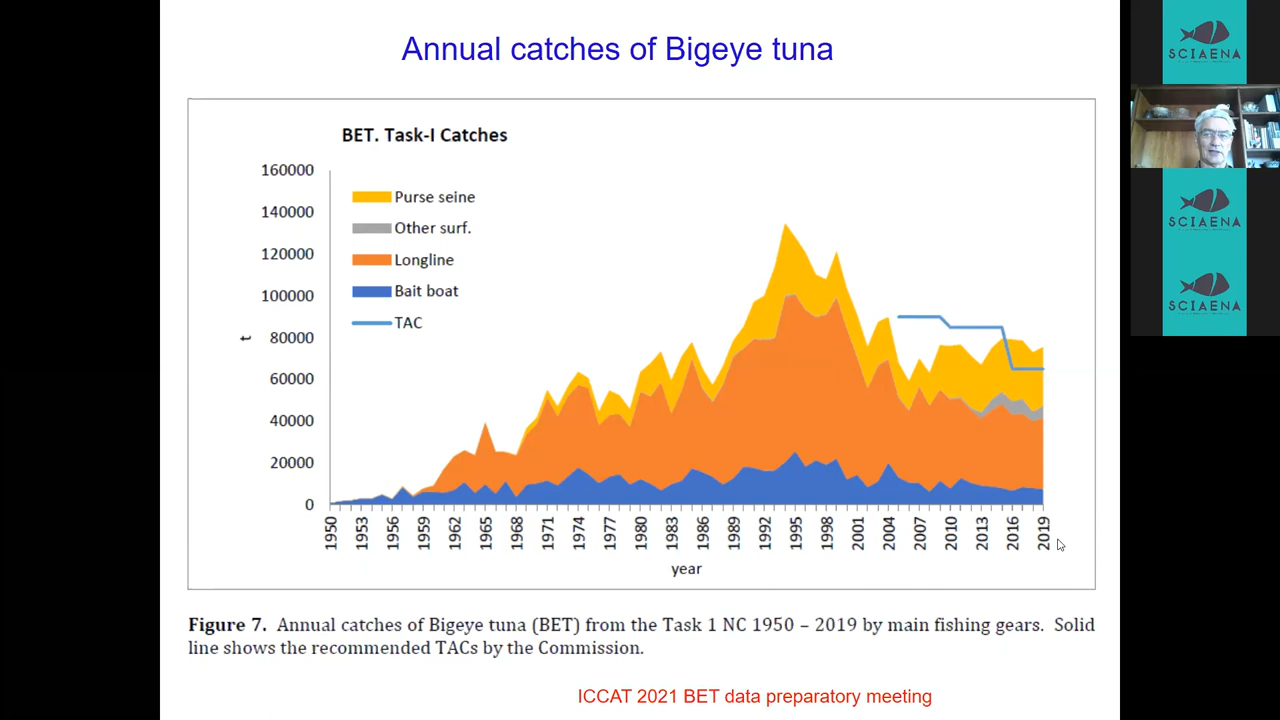 Annual catches of Bigeye tuna
BET. Task-I Catches
160000
140000
120000
100000
80000
60000
40000
20000
0
t
Purse seine
Other surf.
Longline
Bait boat
TAC
1950
1953
1956
1959
1962
1965
1968
1971
1974
1977
1980
1983
1986
1989
1992
1995
1998
2001
2004
2007
2010
2013
2016
2019
year
Figure 7. Annual catches of Bigeye tuna (BET) from the Task 1 NC 1950 – 2019 by main fishing gears. Solid
line shows the recommended TACs by the Commission.
ICCAT 2021 BET data preparatory meeting
SCIAENA
SCIAENA
SCIAENA